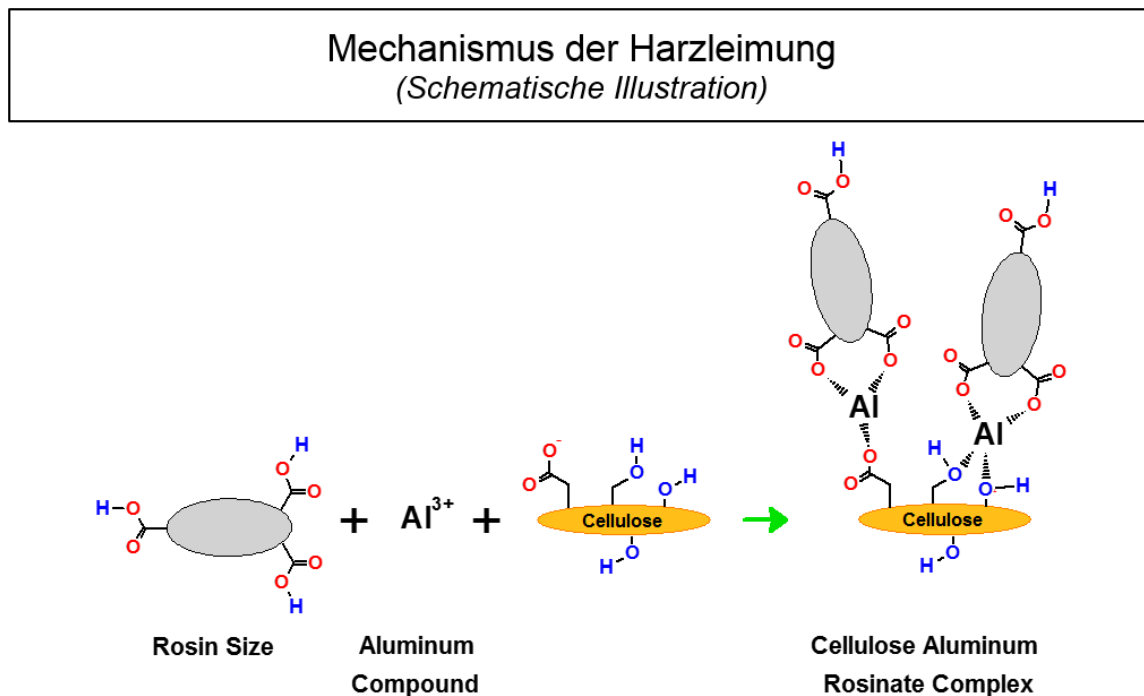 Mechanismus der Harzleimung
(Schematische Illustration)
H
O
O
H
O
O
O
O
O
O
Al
O
O
O
O
Al
H
O
O
H
O
O
H
O
O
O
H
O
O
H
O-
O
H
O
H
O
O
H
Cellulose
O
O
H
O
O
H
O
H
Cellulose
O
H
+
Al3+
+
Rosin Size
Aluminum
Compound
Cellulose Aluminum
Rosinate Complex